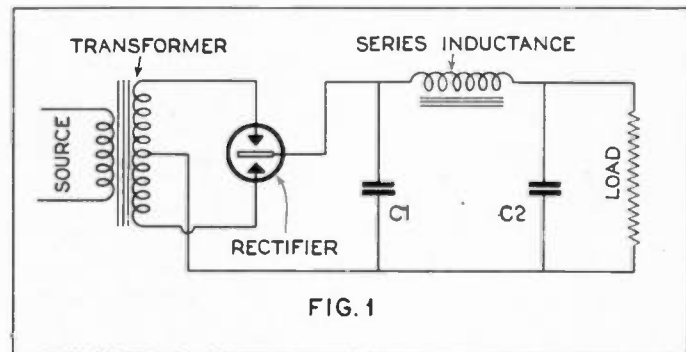 TRANSFORMER
SERIES INDUCTANCE
SOURCE
LOAD
C1
C2
RECTIFIER
FIG. 1